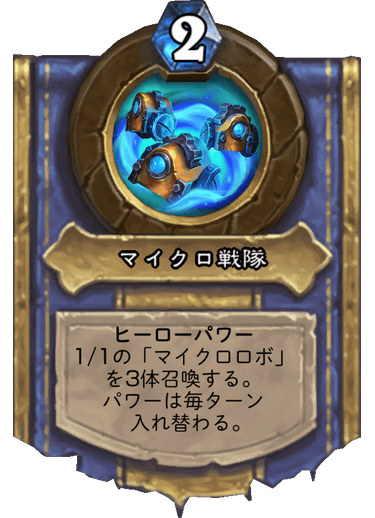 2
マイクロ戦隊
ヒーローパワー
1/1の「マイクロロボ」
を3体召喚する。
パワーは毎ターン
入れ替わる。